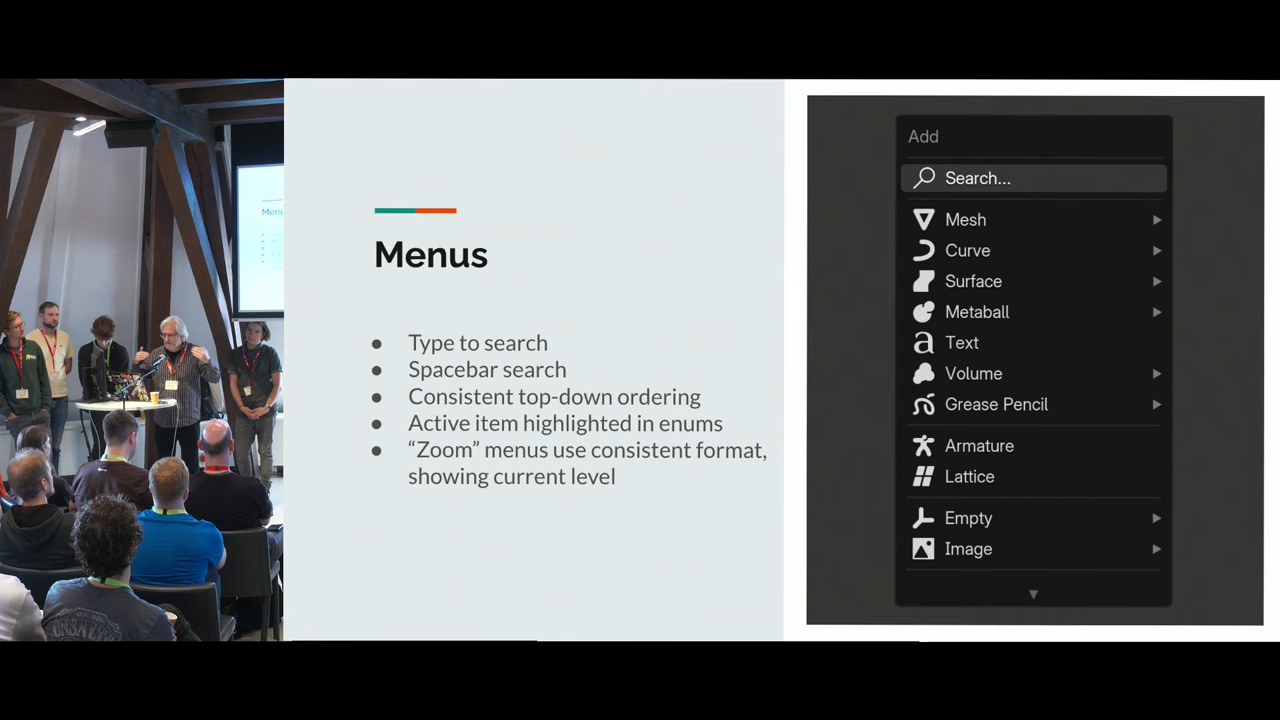 Menu
Menus
● Type to search
● Spacebar search
● Consistent top-down ordering
● Active item highlighted in enums
● “Zoom” menus use consistent format,
showing current level
Add
Search...
Mesh
Curve
Surface
Metaball
Text
Volume
Grease Pencil
Armature
Lattice
Empty
Image